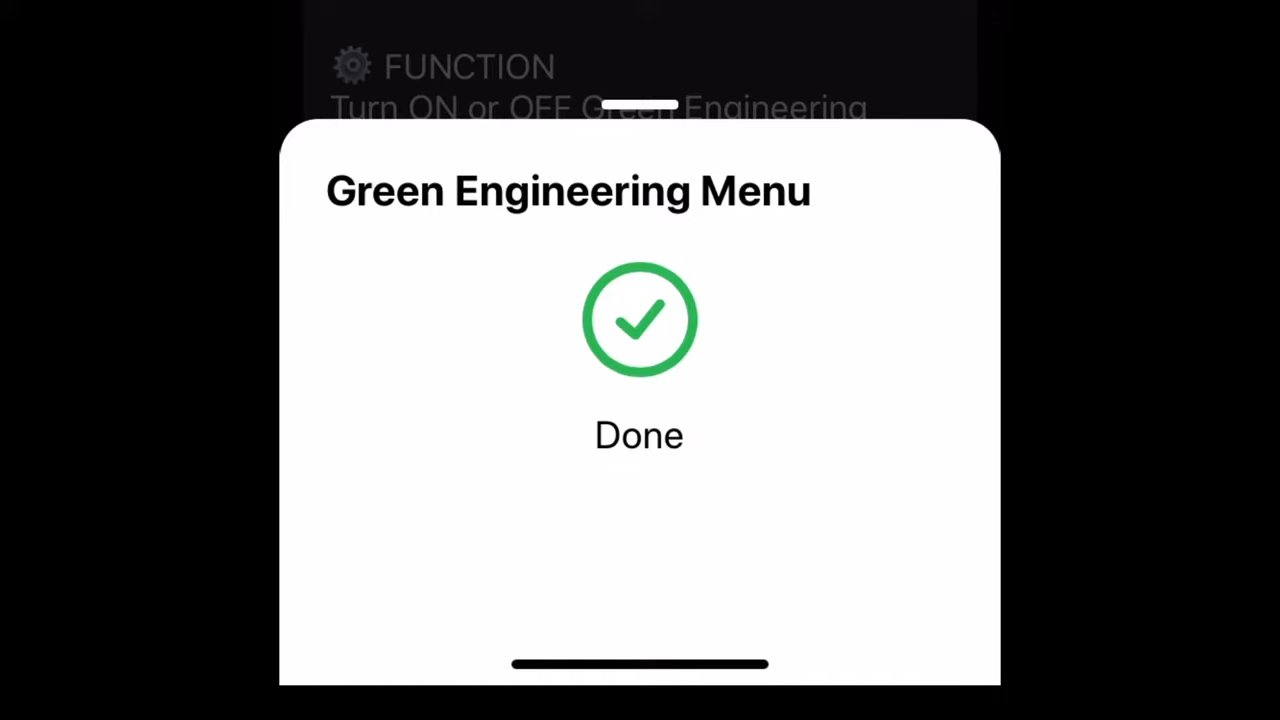 FUNCTION
Turn ON or OFF Green Engineering
Green Engineering Menu
Done